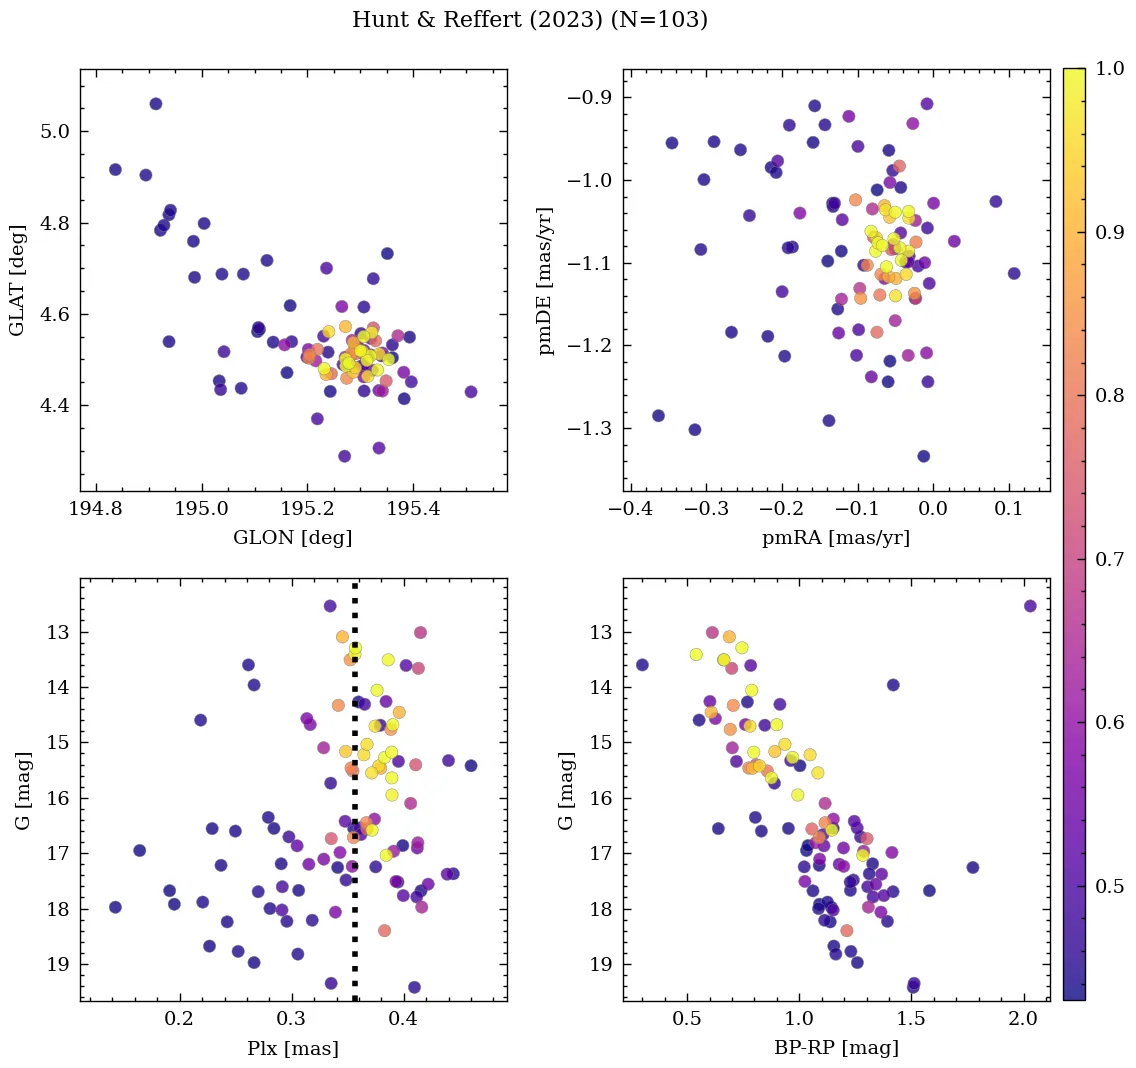 Hunt & Reffert (2023) (N=103)
5.0
4.8
4.6
4.4
GLAT [deg]
194.8 195.0 195.2 195.4
GLON [deg]
−0.9
−1.0
−1.1
−1.2
−1.3
pmDE [mas/yr]
−0.4 −0.3 −0.2 −0.1 0.0 0.1
pmRA [mas/yr]
1.0
0.9
0.8
0.7
0.6
0.5
13
14
15
16
17
18
19
G [mag]
0.2 0.3 0.4
Plx [mas]
13
14
15
16
17
18
19
G [mag]
0.5 1.0 1.5 2.0
BP-RP [mag]